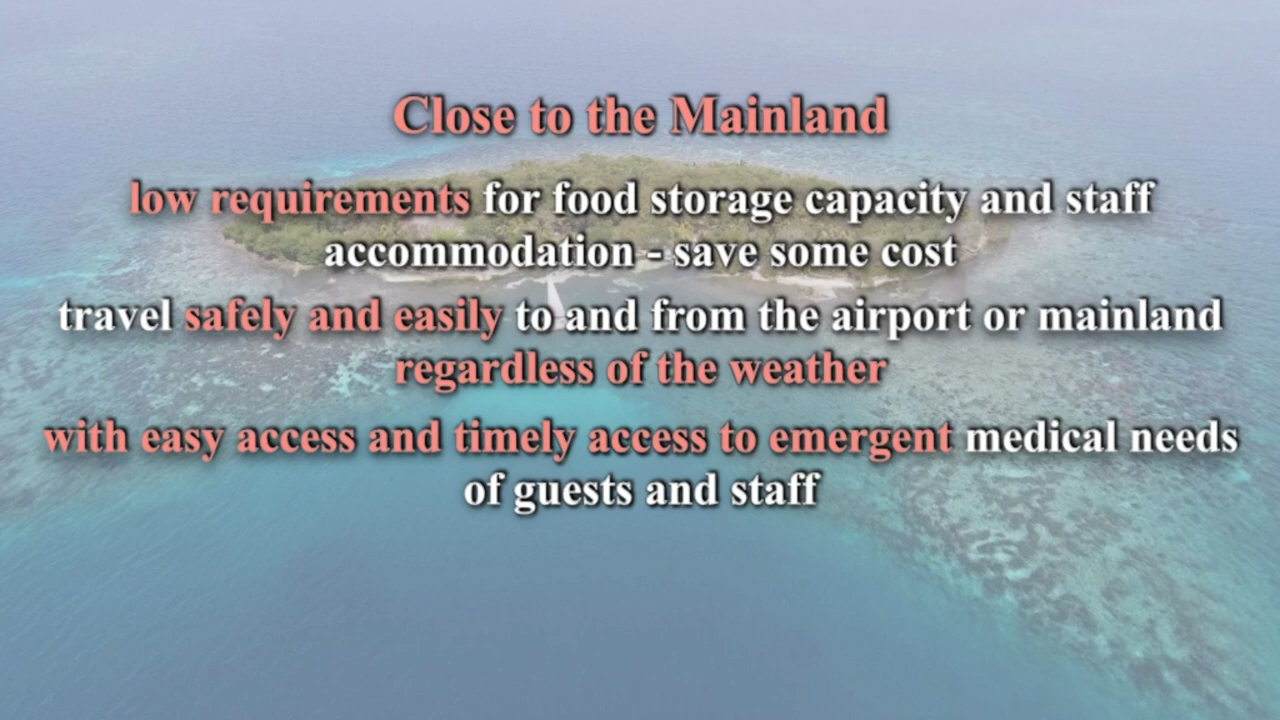 Close to the Mainland
low requirements for food storage capacity and staff
accommodation - save some cost
travel safely and easily to and from the airport or mainland
regardless of the weather
with easy access and timely access to emergent medical needs
of guests and staff